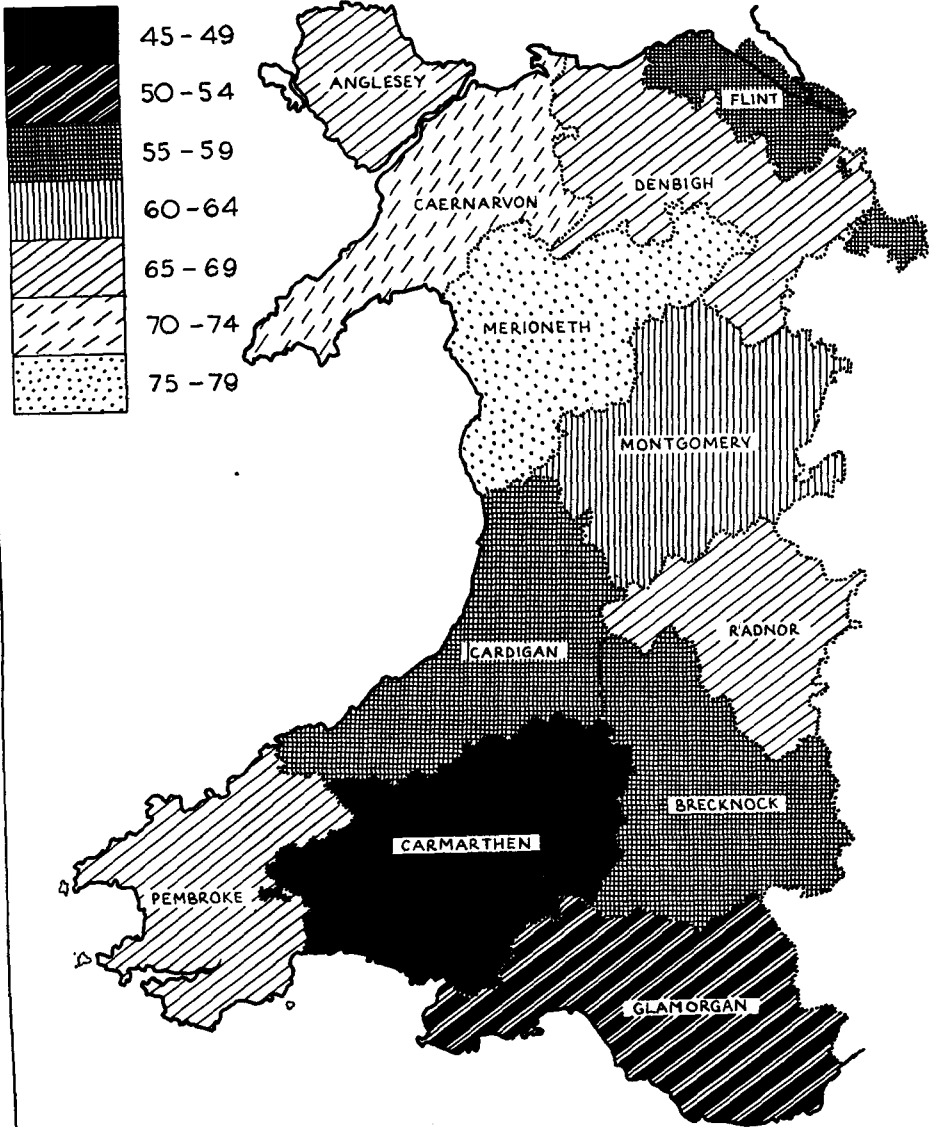 45-49
50-54
55-59
60-64
65-69
70-74
75-79
ANGLESEY
FLINT
DENBIGH
CAERNARVON
MERIONETH
MONTGOMERY
RADNOR
CARDIGAN
BRECKNOCK
CARMARTHEN
PEMBROKE
GLAMORGAN